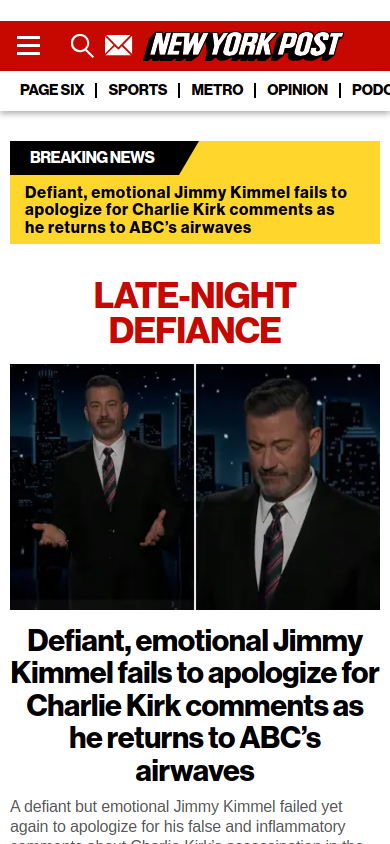 NEW YORK POST
PAGE SIX | SPORTS | METRO | OPINION | PODC
BREAKING NEWS
Defiant, emotional Jimmy Kimmel fails to
apologize for Charlie Kirk comments as
he returns to ABC’s airwaves
LATE-NIGHT
DEFIANCE
Defiant, emotional Jimmy
Kimmel fails to apologize for
Charlie Kirk comments as
he returns to ABC’s
airwaves
A defiant but emotional Jimmy Kimmel failed yet
again to apologize for his false and inflammatory